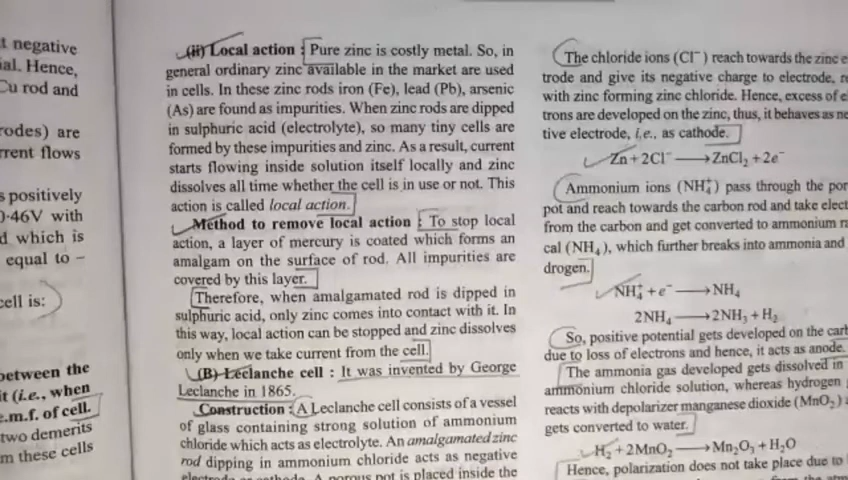 t negative
ial. Hence,
Cu rod and
rodes) are
rrent flows
s positively
0·46V with
d which is
equal to –
cell is:
between the
it (i.e., when
e.m.f. of cell.
two demerits
m these cells
(ii) Local action : Pure zinc is costly metal. So, in
general ordinary zinc available in the market are used
in cells. In these zinc rods iron (Fe), lead (Pb), arsenic
(As) are found as impurities. When zinc rods are dipped
in sulphuric acid (electrolyte), so many tiny cells are
formed by these impurities and zinc. As a result, current
starts flowing inside solution itself locally and zinc
dissolves all time whether the cell is in use or not. This
action is called local action.
Method to remove local action : To stop local
action, a layer of mercury is coated which forms an
amalgam on the surface of rod. All impurities are
covered by this layer.
Therefore, when amalgamated rod is dipped in
sulphuric acid, only zinc comes into contact with it. In
this way, local action can be stopped and zinc dissolves
only when we take current from the cell.
(B) Leclanche cell : It was invented by George
Leclanche in 1865.
Construction : A Leclanche cell consists of a vessel
of glass containing strong solution of ammonium
chloride which acts as electrolyte. An amalgamated zinc
rod dipping in ammonium chloride acts as negative
electrode or cathode. A porous pot is placed inside the
The chloride ions (Cl⁻) reach towards the zinc e
trode and give its negative charge to electrode, re
with zinc forming zinc chloride. Hence, excess of e
trons are developed on the zinc, thus, it behaves as ne
tive electrode, i.e., as cathode.
Zn + 2Cl⁻ ⟶ ZnCl₂ + 2e⁻
Ammonium ions (NH₄⁺) pass through the por
pot and reach towards the carbon rod and take elect
from the carbon and get converted to ammonium ra
cal (NH₄), which further breaks into ammonia and
drogen.
NH₄⁺ + e⁻ ⟶ NH₄
2NH₄ ⟶ 2NH₃ + H₂
So, positive potential gets developed on the carb
due to loss of electrons and hence, it acts as anode.
The ammonia gas developed gets dissolved in
ammonium chloride solution, whereas hydrogen
reacts with depolarizer manganese dioxide (MnO₂)
gets converted to water.
H₂ + 2MnO₂ ⟶ Mn₂O₃ + H₂O
Hence, polarization does not take place due to